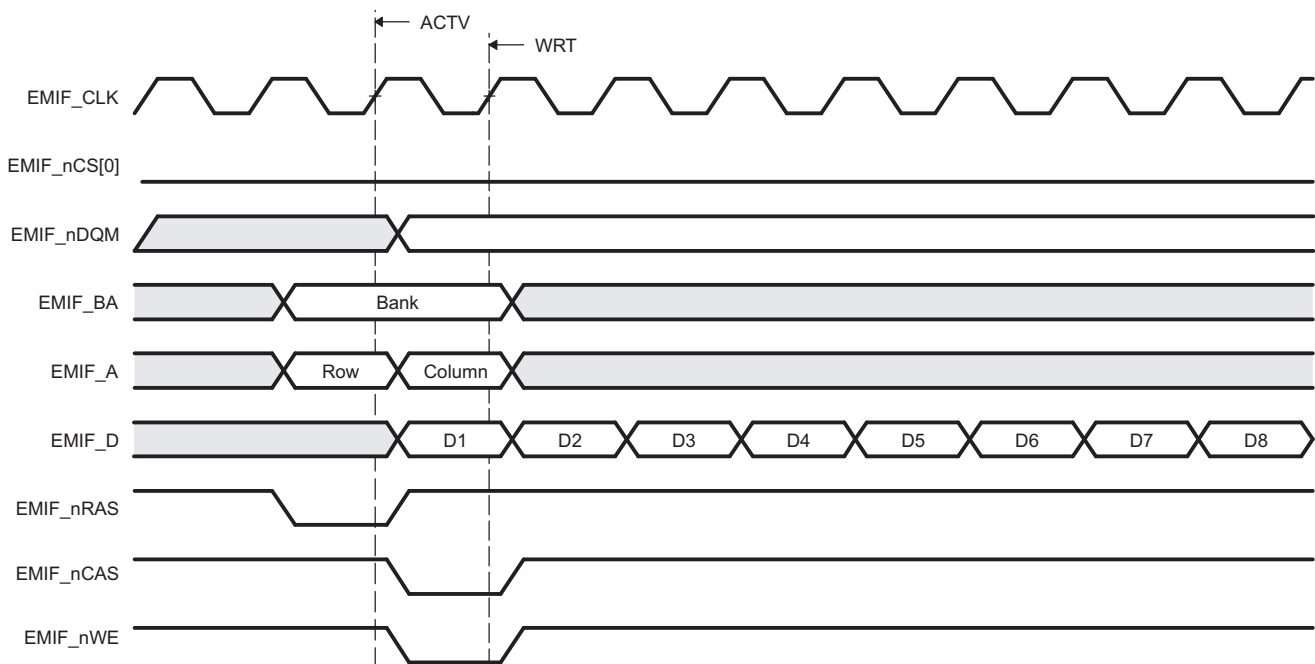 ACTV
WRT
EMIF_CLK
EMIF_nCS[0]
EMIF_nDQM
EMIF_BA
Bank
EMIF_A
Row Column
EMIF_D
D1 D2 D3 D4 D5 D6 D7 D8
EMIF_nRAS
EMIF_nCAS
EMIF_nWE